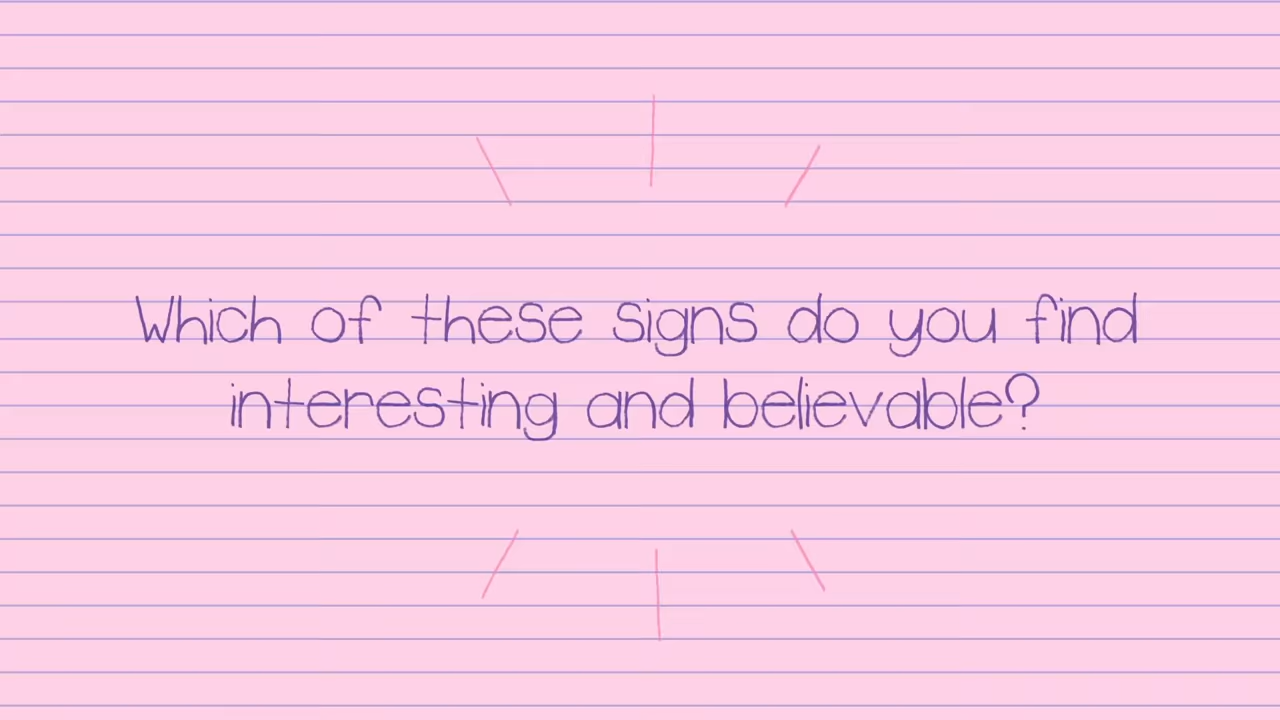 Which of these signs do you find
interesting and believable?